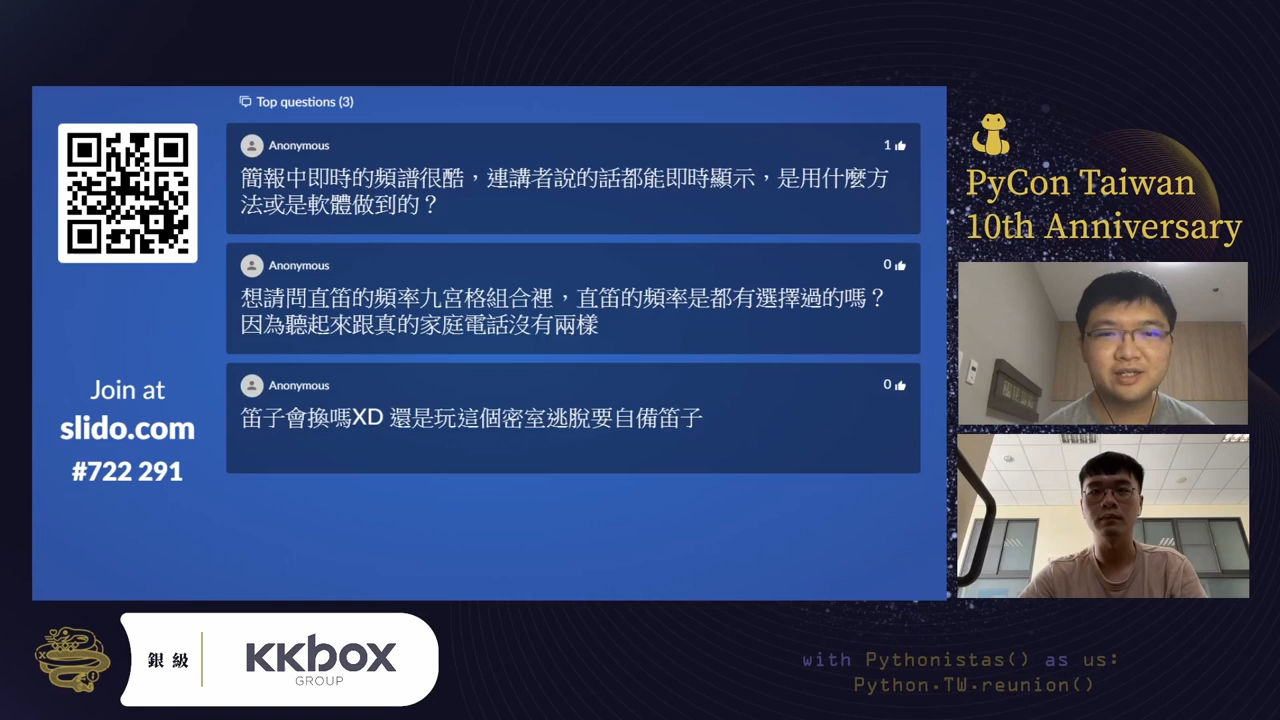 Top questions (3)
Anonymous
1
簡報中即時的頻譜很酷，連講者說的話都能即時顯示，是用什麼方
法或是軟體做到的？
Anonymous
0
想請問直笛的頻率九宮格組合裡，直笛的頻率是都有選擇過的嗎？
因為聽起來跟真的家庭電話沒有兩樣
Anonymous
0
笛子會換嗎XD 還是玩這個密室逃脫要自備笛子
Join at
slido.com
#722 291
PyCon Taiwan
10th Anniversary
銀級
KKBOX
GROUP
with Pythonistas() as us:
Python.TW.reunion()